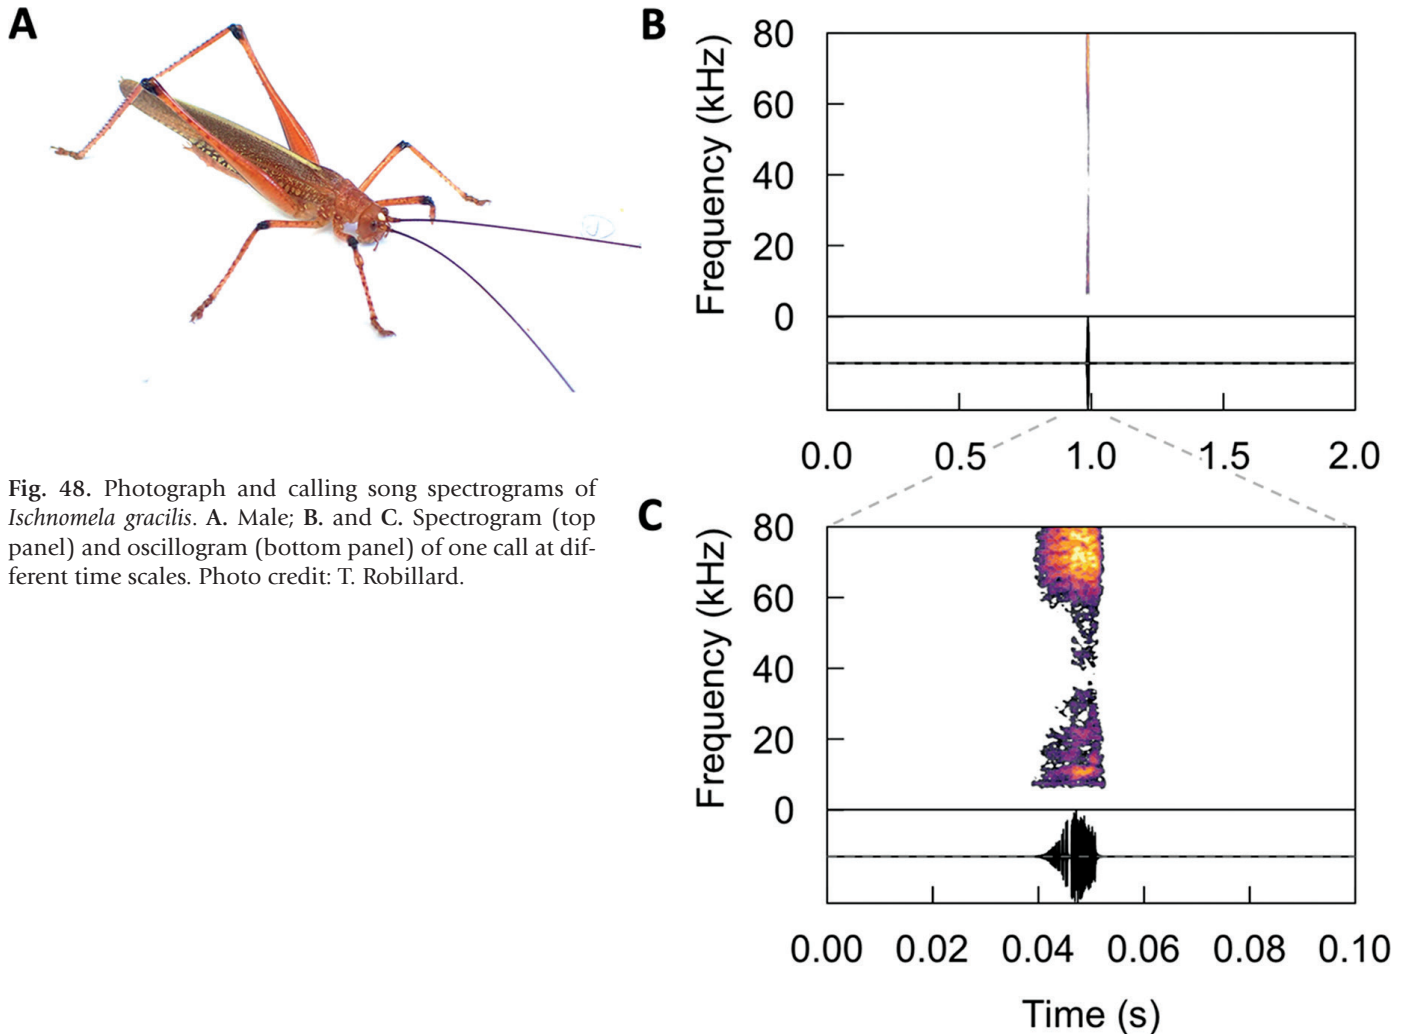 A
B
80
60
40
20
0
Frequency (kHz)
0.0 0.5 1.0 1.5 2.0
Fig. 48. Photograph and calling song spectrograms of
Ischnomela gracilis. A. Male; B. and C. Spectrogram (top
panel) and oscillogram (bottom panel) of one call at dif-
ferent time scales. Photo credit: T. Robillard.
C
80
60
40
20
0
Frequency (kHz)
0.00 0.02 0.04 0.06 0.08 0.10
Time (s)